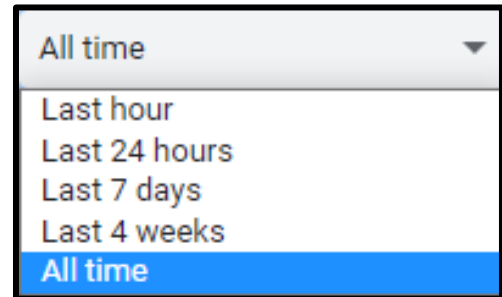 All time
Last hour
Last 24 hours
Last 7 days
Last 4 weeks
All time